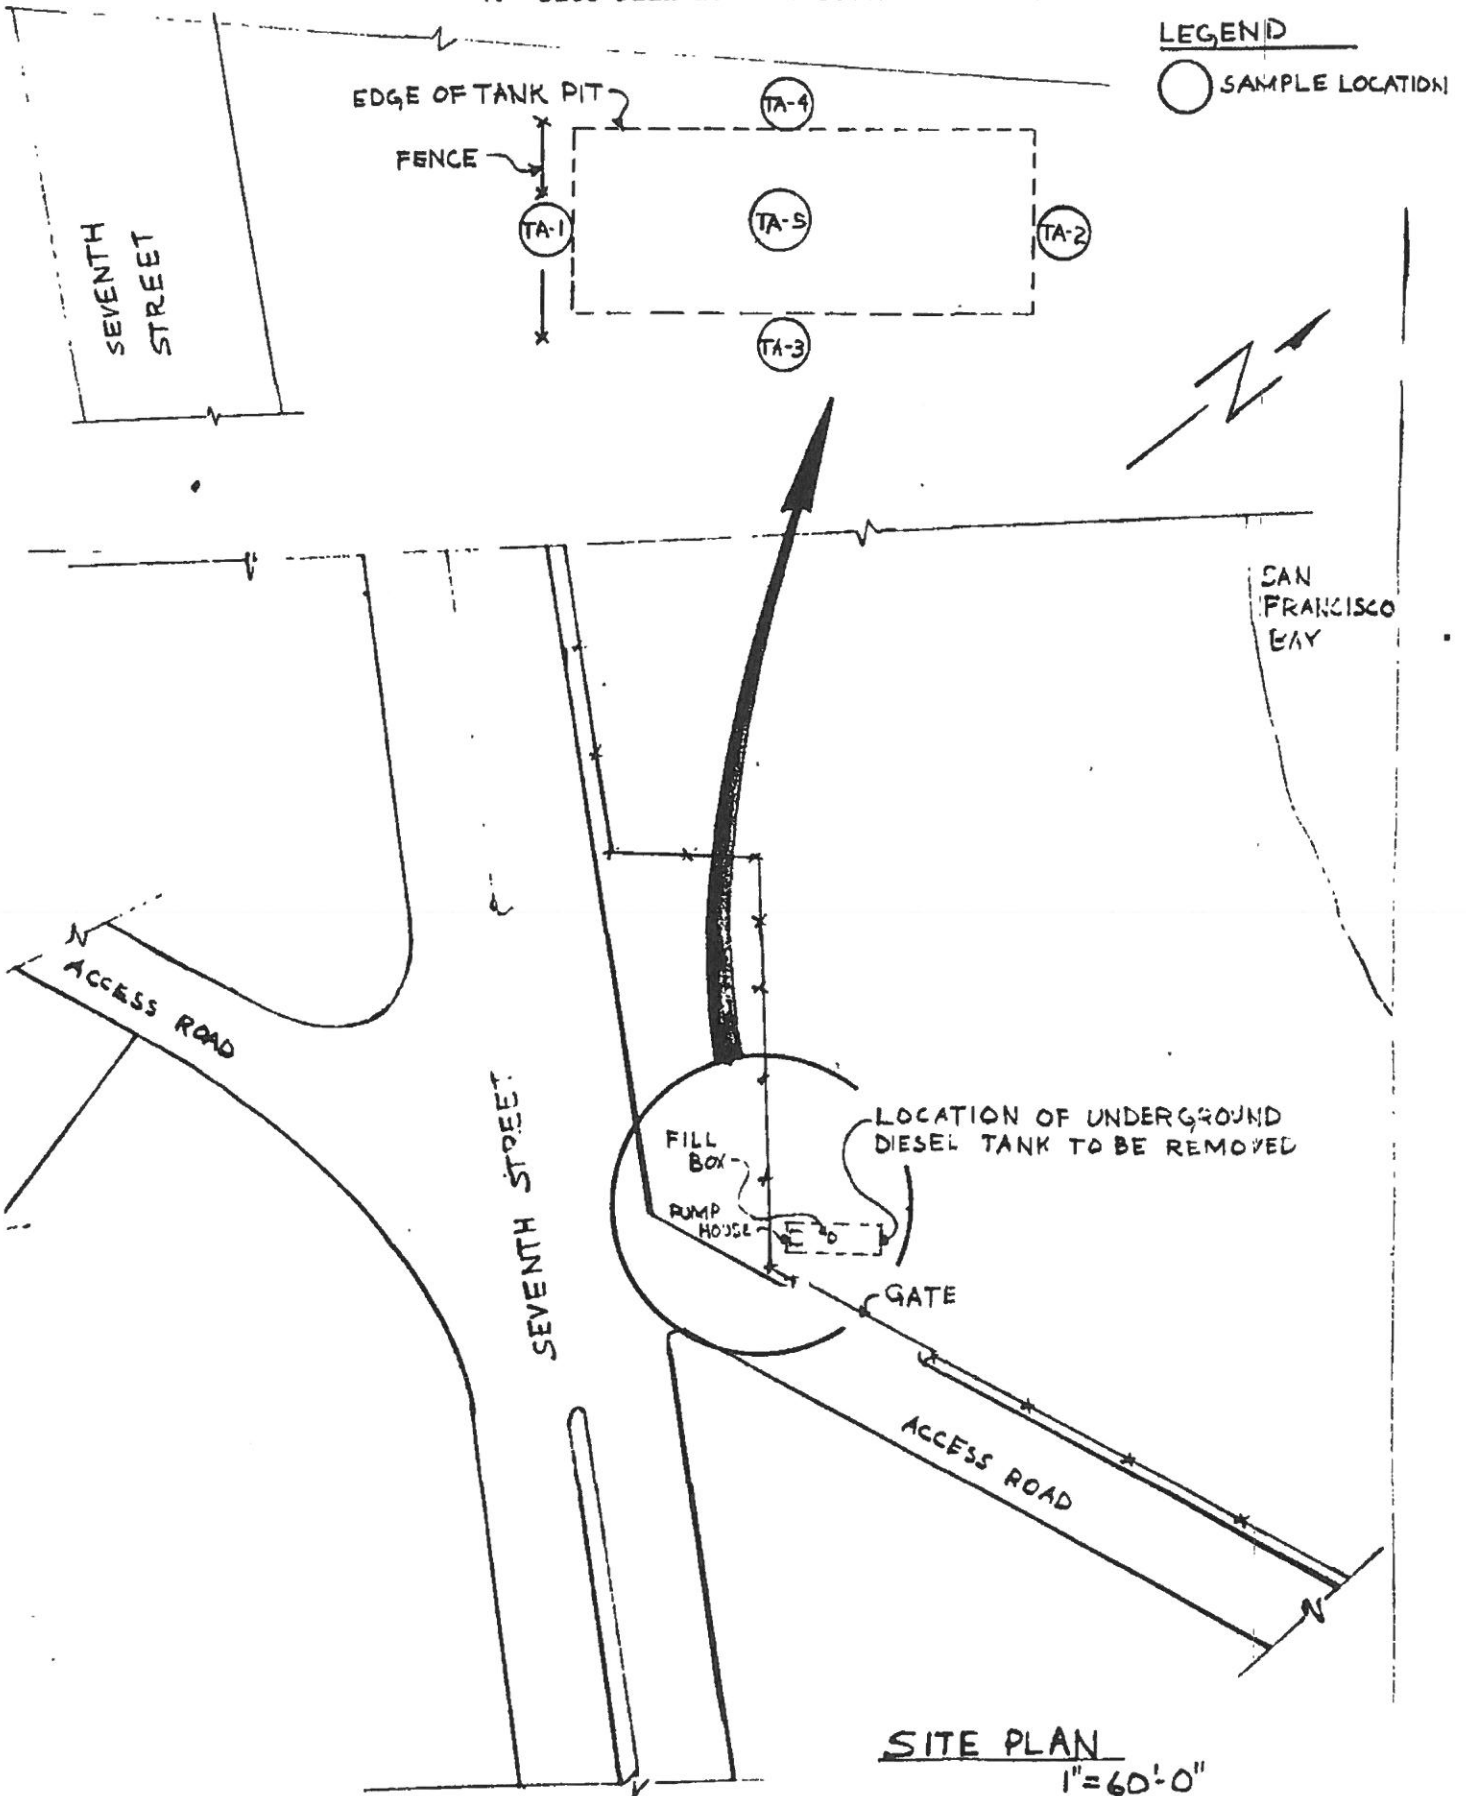 LEGEND
SAMPLE LOCATION
EDGE OF TANK PIT
FENCE
TA-4
TA-1
TA-5
TA-2
TA-3
SEVENTH
STREET
N
SAN
FRANCISCO
BAY
ACCESS ROAD
SEVENTH STREET
LOCATION OF UNDERGROUND
DIESEL TANK TO BE REMOVED
FILL
BOX
PUMP
HOUSE
GATE
ACCESS ROAD
SITE PLAN
1"=60'-0"